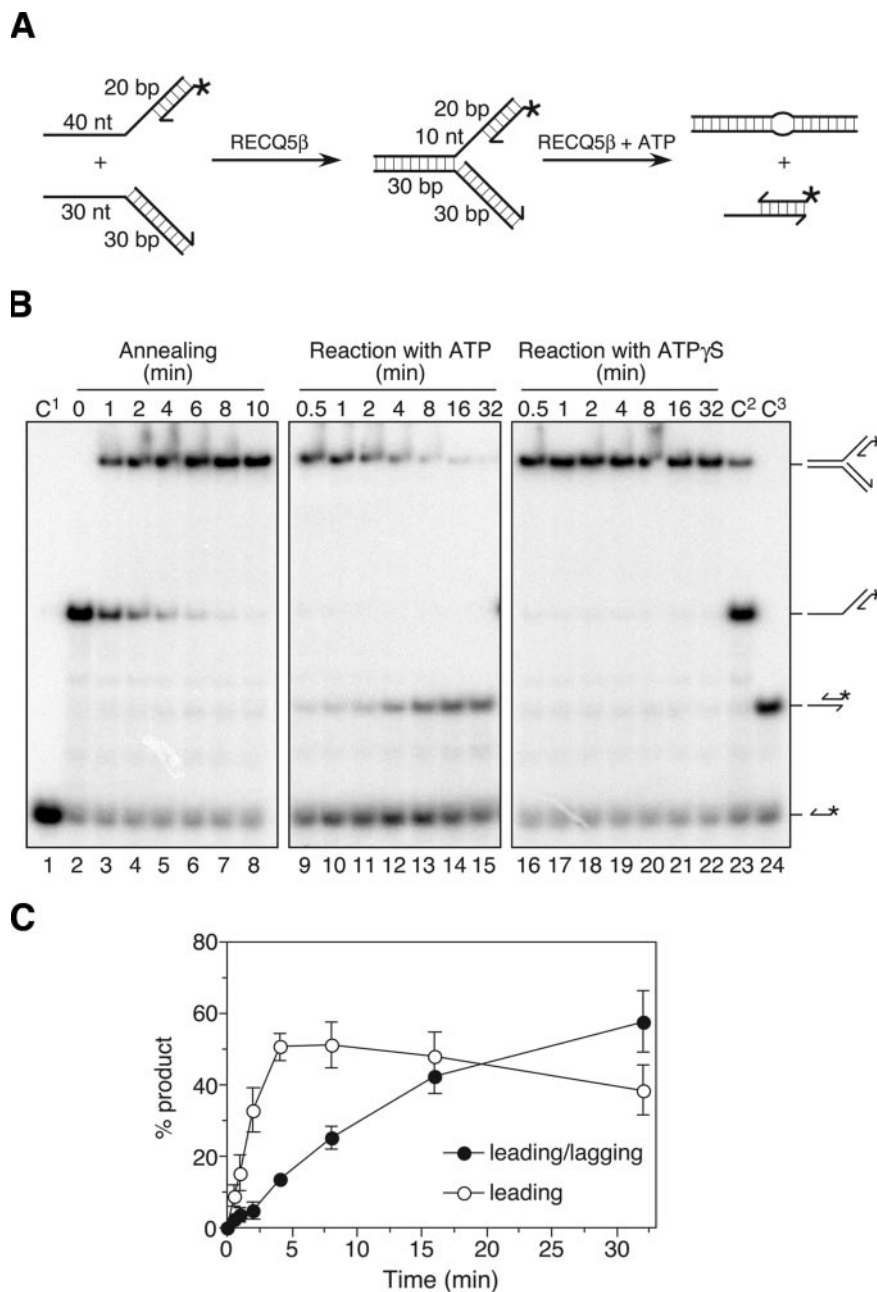 A
20 bp
40 nt
+
30 nt
30 bp
RECQ5β
20 bp
10 nt
30 bp
30 bp
RECQ5β + ATP
+
B
Annealing
(min)
Reaction with ATP
(min)
Reaction with ATPγS
(min)
C1 0 1 2 4 6 8 10
0.5 1 2 4 8 16 32
0.5 1 2 4 8 16 32 C2 C3
1 2 3 4 5 6 7 8
9 10 11 12 13 14 15
16 17 18 19 20 21 22 23 24
C
80
60
40
20
0
% product
leading/lagging
leading
0 5 10 15 20 25 30
Time (min)